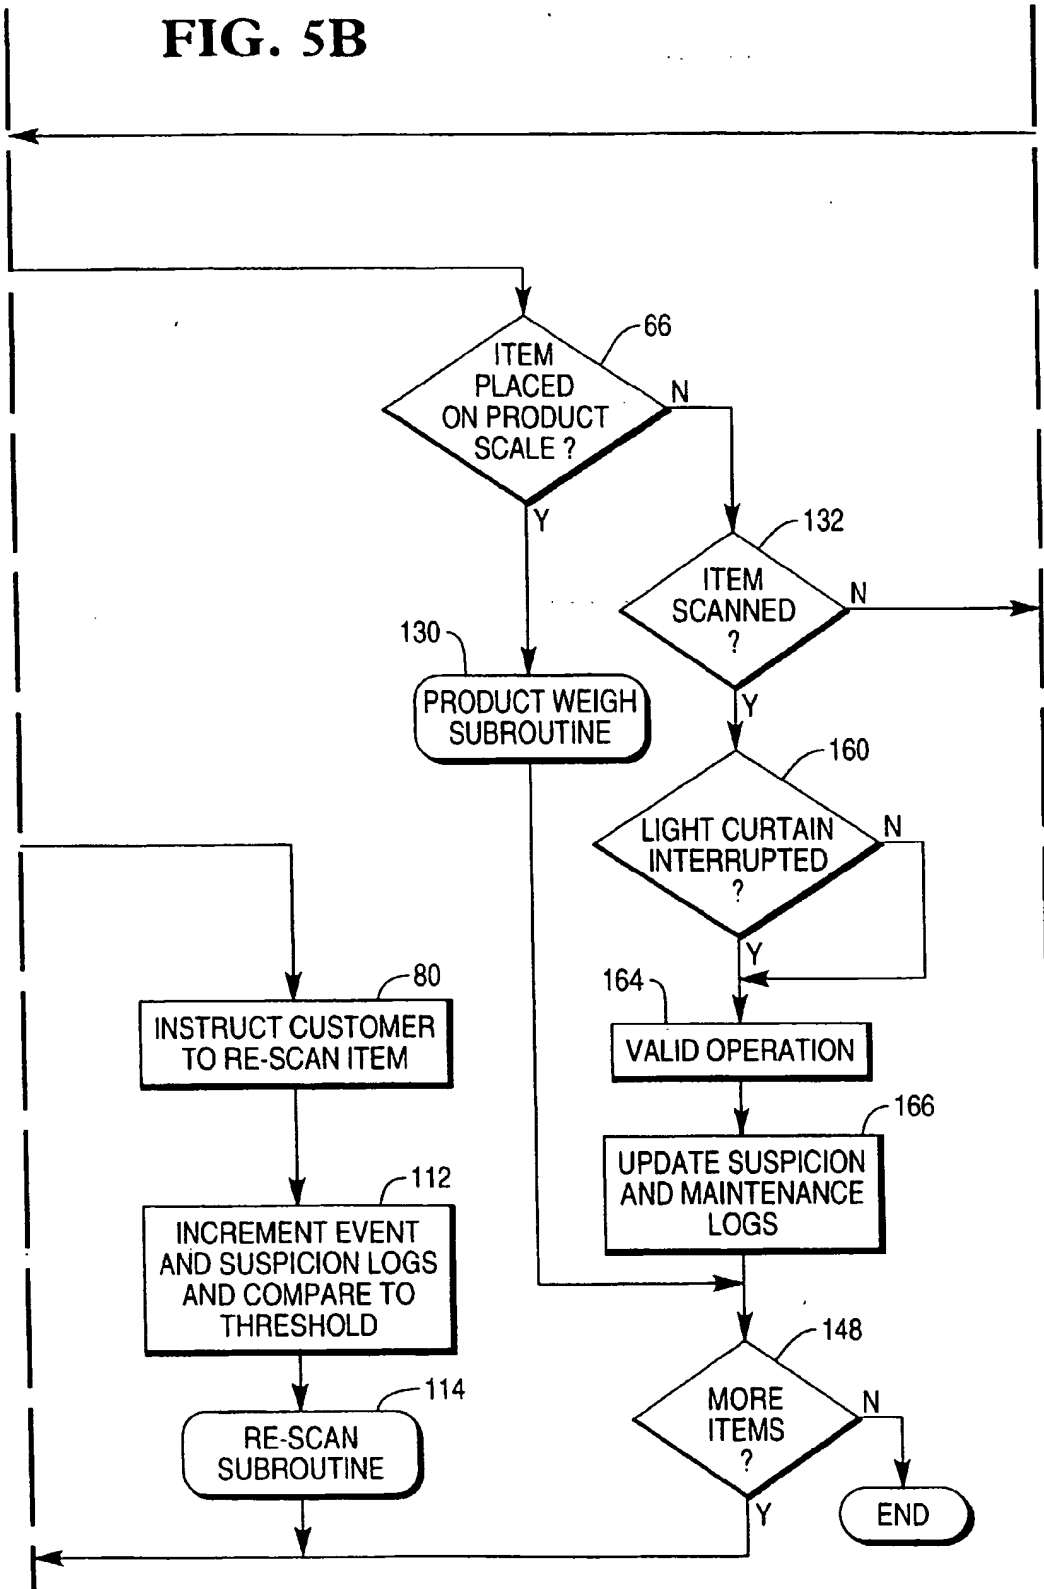 FIG. 5B
66
ITEM
PLACED
ON PRODUCT
SCALE ?
N
Y
132
ITEM
SCANNED
?
N
Y
130
PRODUCT WEIGH
SUBROUTINE
160
LIGHT CURTAIN
INTERRUPTED
?
N
Y
80
INSTRUCT CUSTOMER
TO RE-SCAN ITEM
164
VALID OPERATION
166
UPDATE SUSPICION
AND MAINTENANCE
LOGS
112
INCREMENT EVENT
AND SUSPICION LOGS
AND COMPARE TO
THRESHOLD
114
RE-SCAN
SUBROUTINE
148
MORE
ITEMS
?
N
Y
END